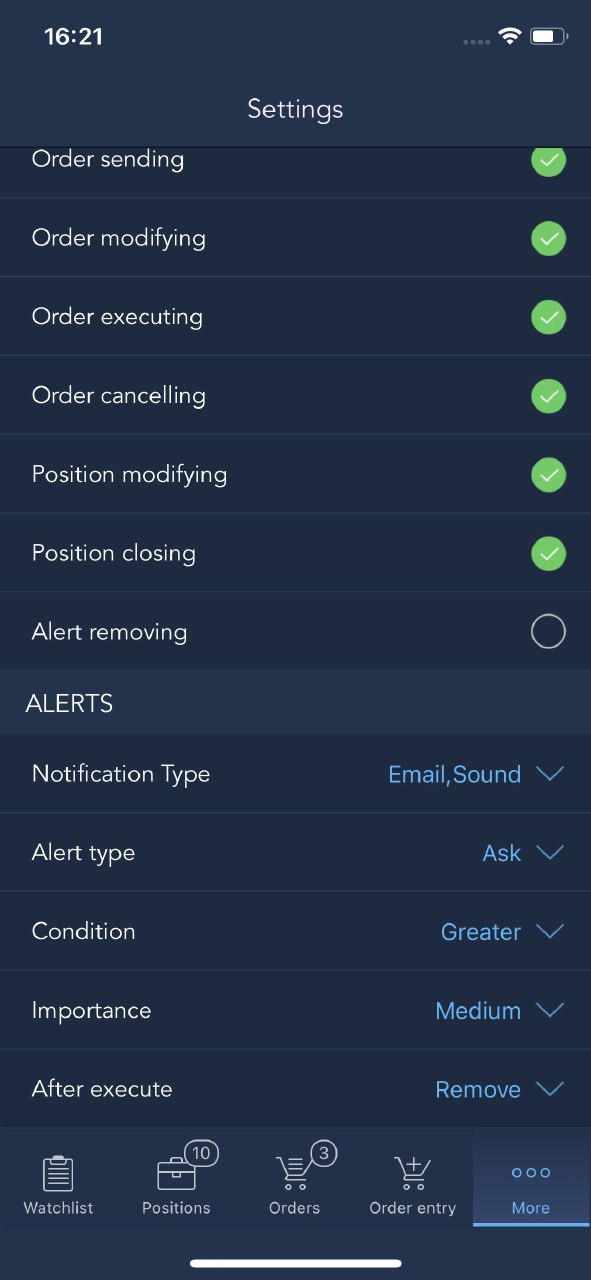 16:21
Settings
Order sending
Order modifying
Order executing
Order cancelling
Position modifying
Position closing
Alert removing
ALERTS
Notification Type Email,Sound
Alert type Ask
Condition Greater
Importance Medium
After execute Remove
10 3
Watchlist Positions Orders Order entry More